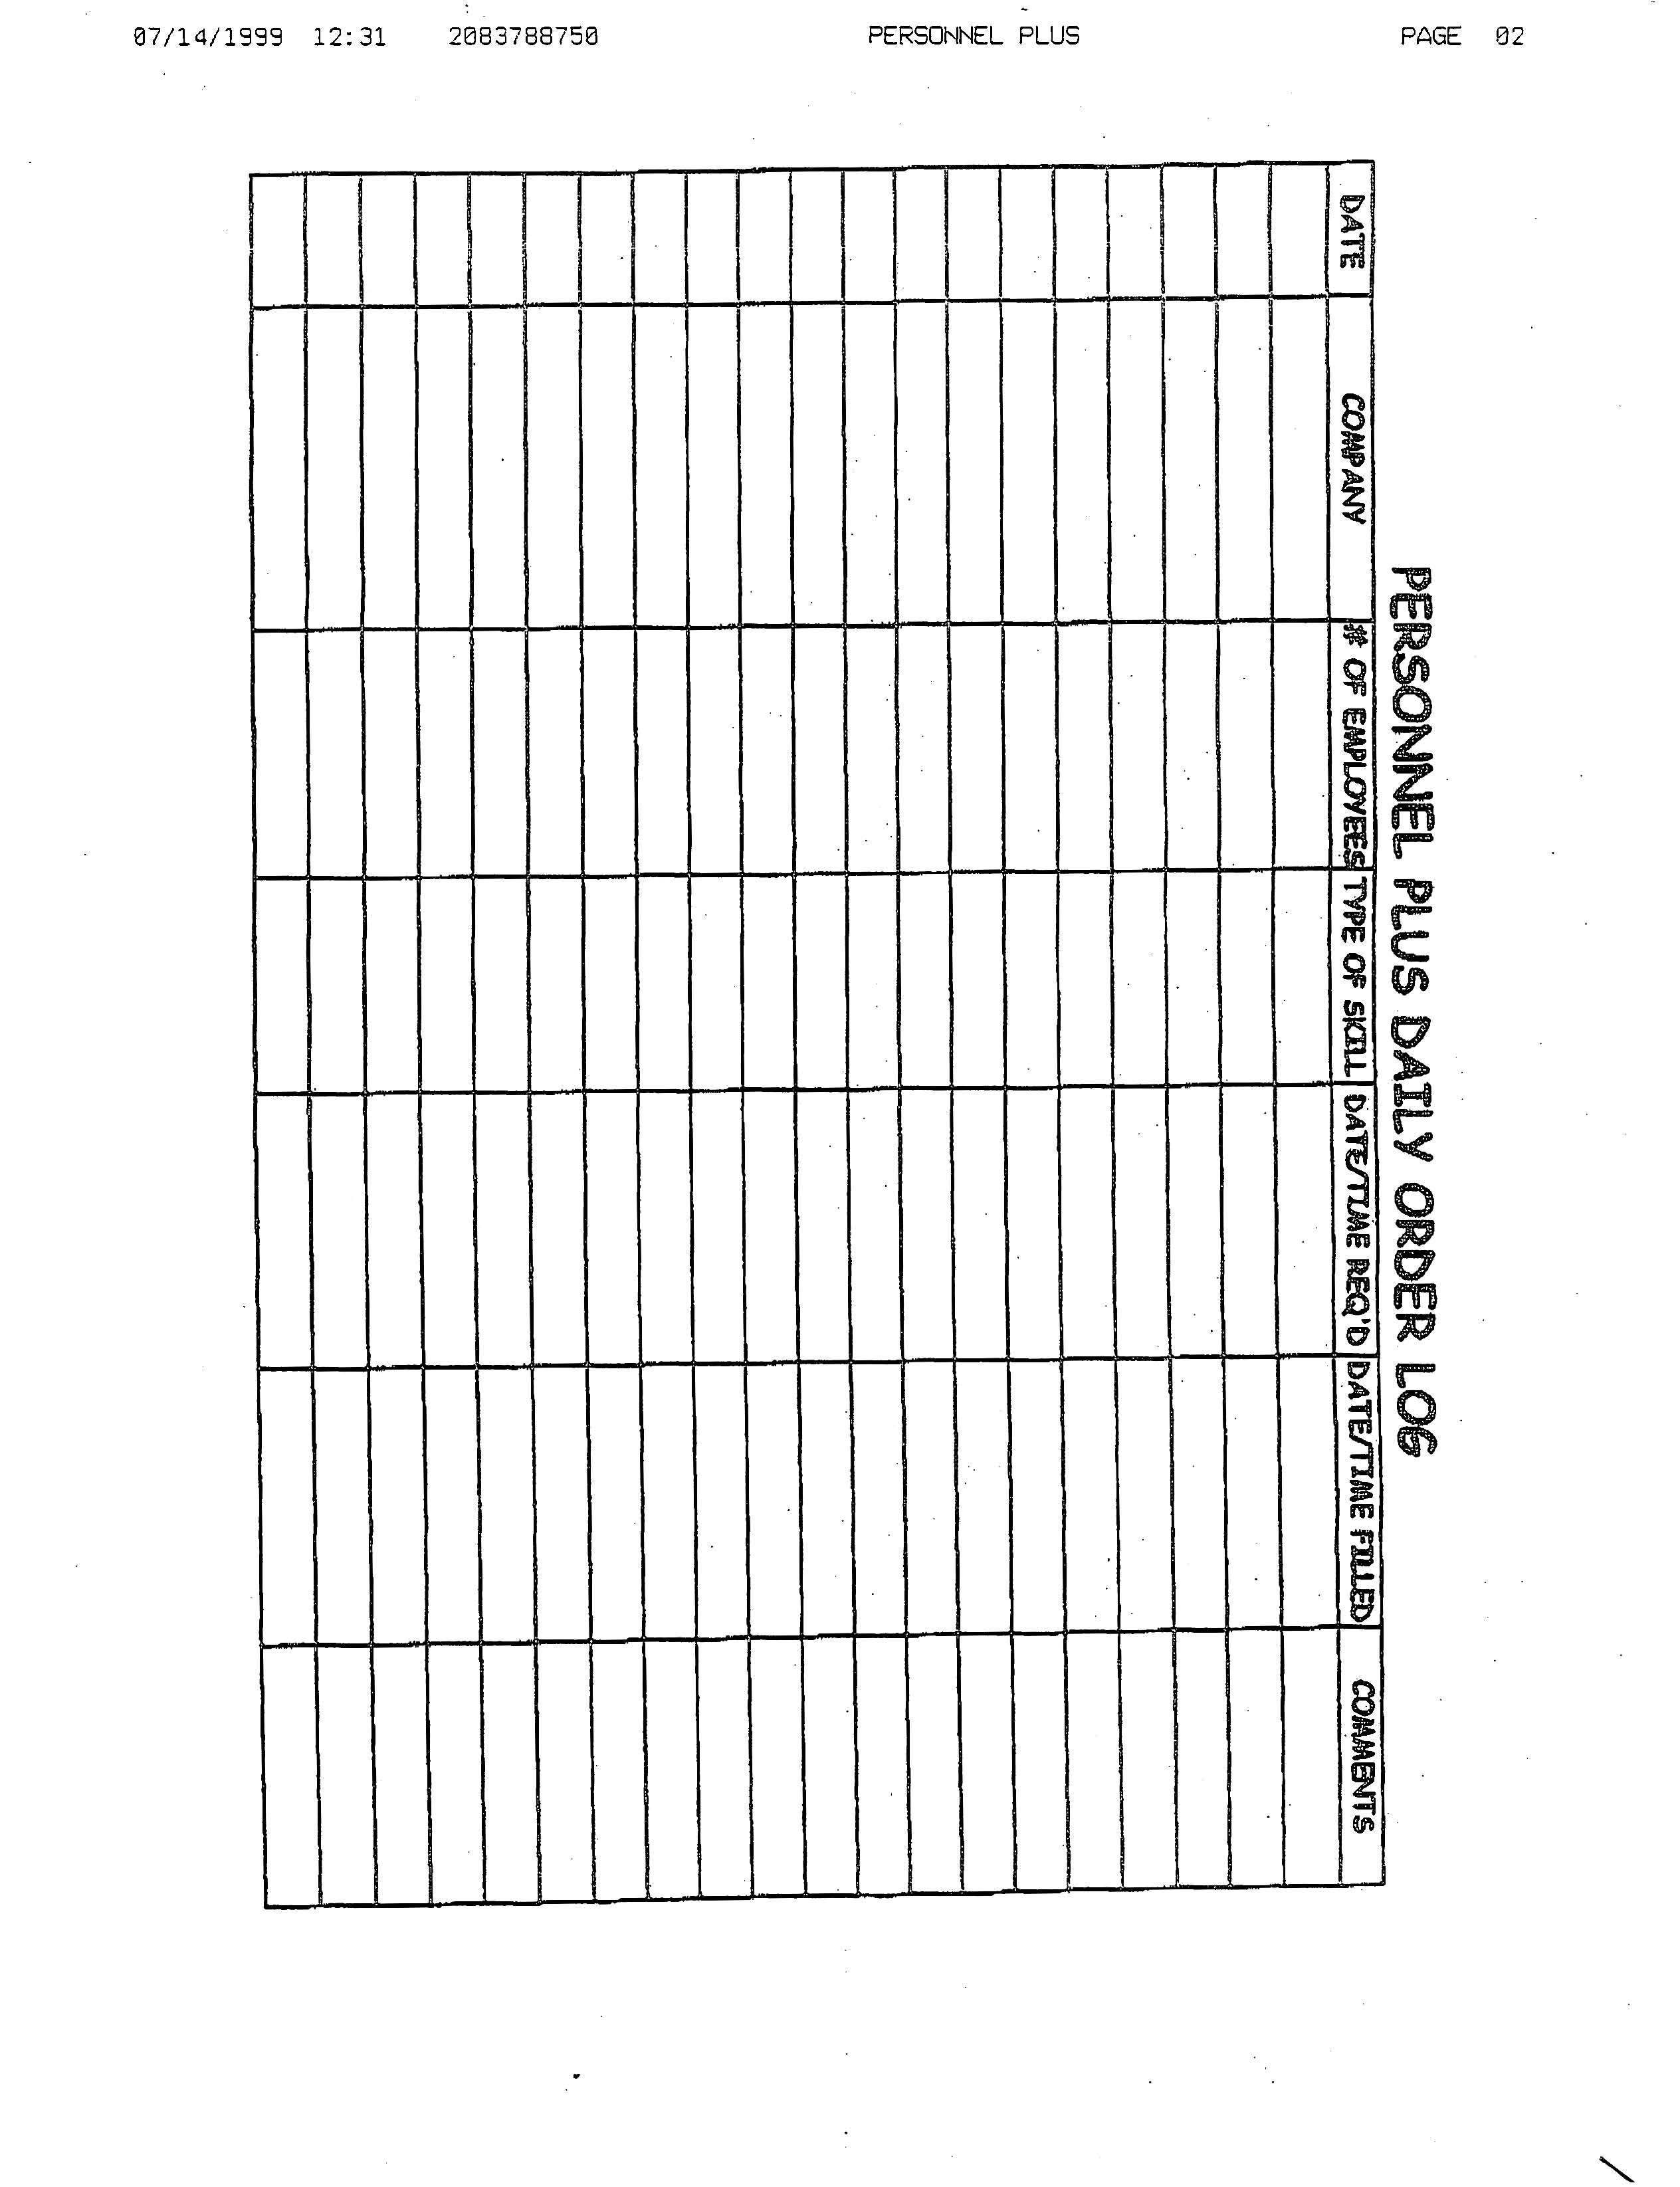 07/14/1999 12:31 2083788750 PERSONNEL PLUS PAGE 02
PERSONNEL PLUS DAILY ORDER LOG
DATE COMPANY # OF EMPLOYEES TYPE OF SKILL DATE/TIME REQ'D DATE/TIME FILLED COMMENTS